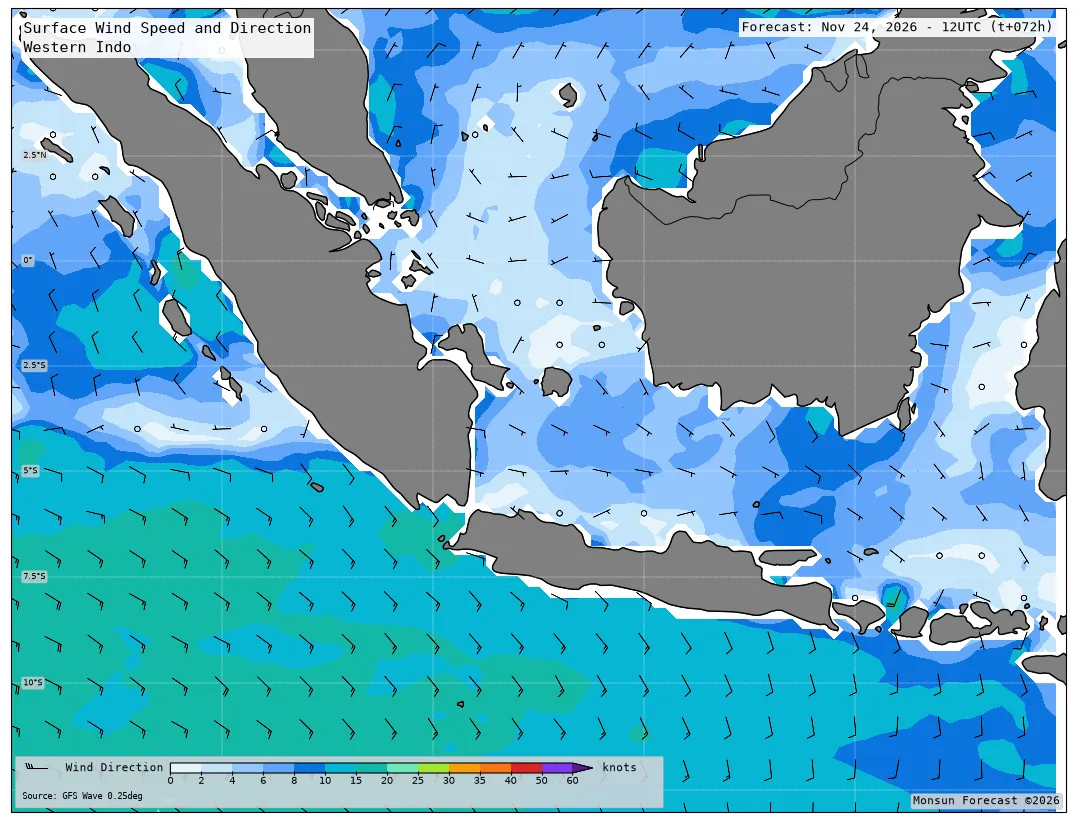 Surface Wind Speed and Direction
Western Indo
Forecast: Nov 24, 2026 - 12UTC (t+072h)
2.5°N
0°
2.5°S
5°S
7.5°S
10°S
Wind Direction
0 2 4 6 8 10 15 20 25 30 35 40 50 60
knots
Source: GFS Wave 0.25deg
Monsun Forecast ©2026